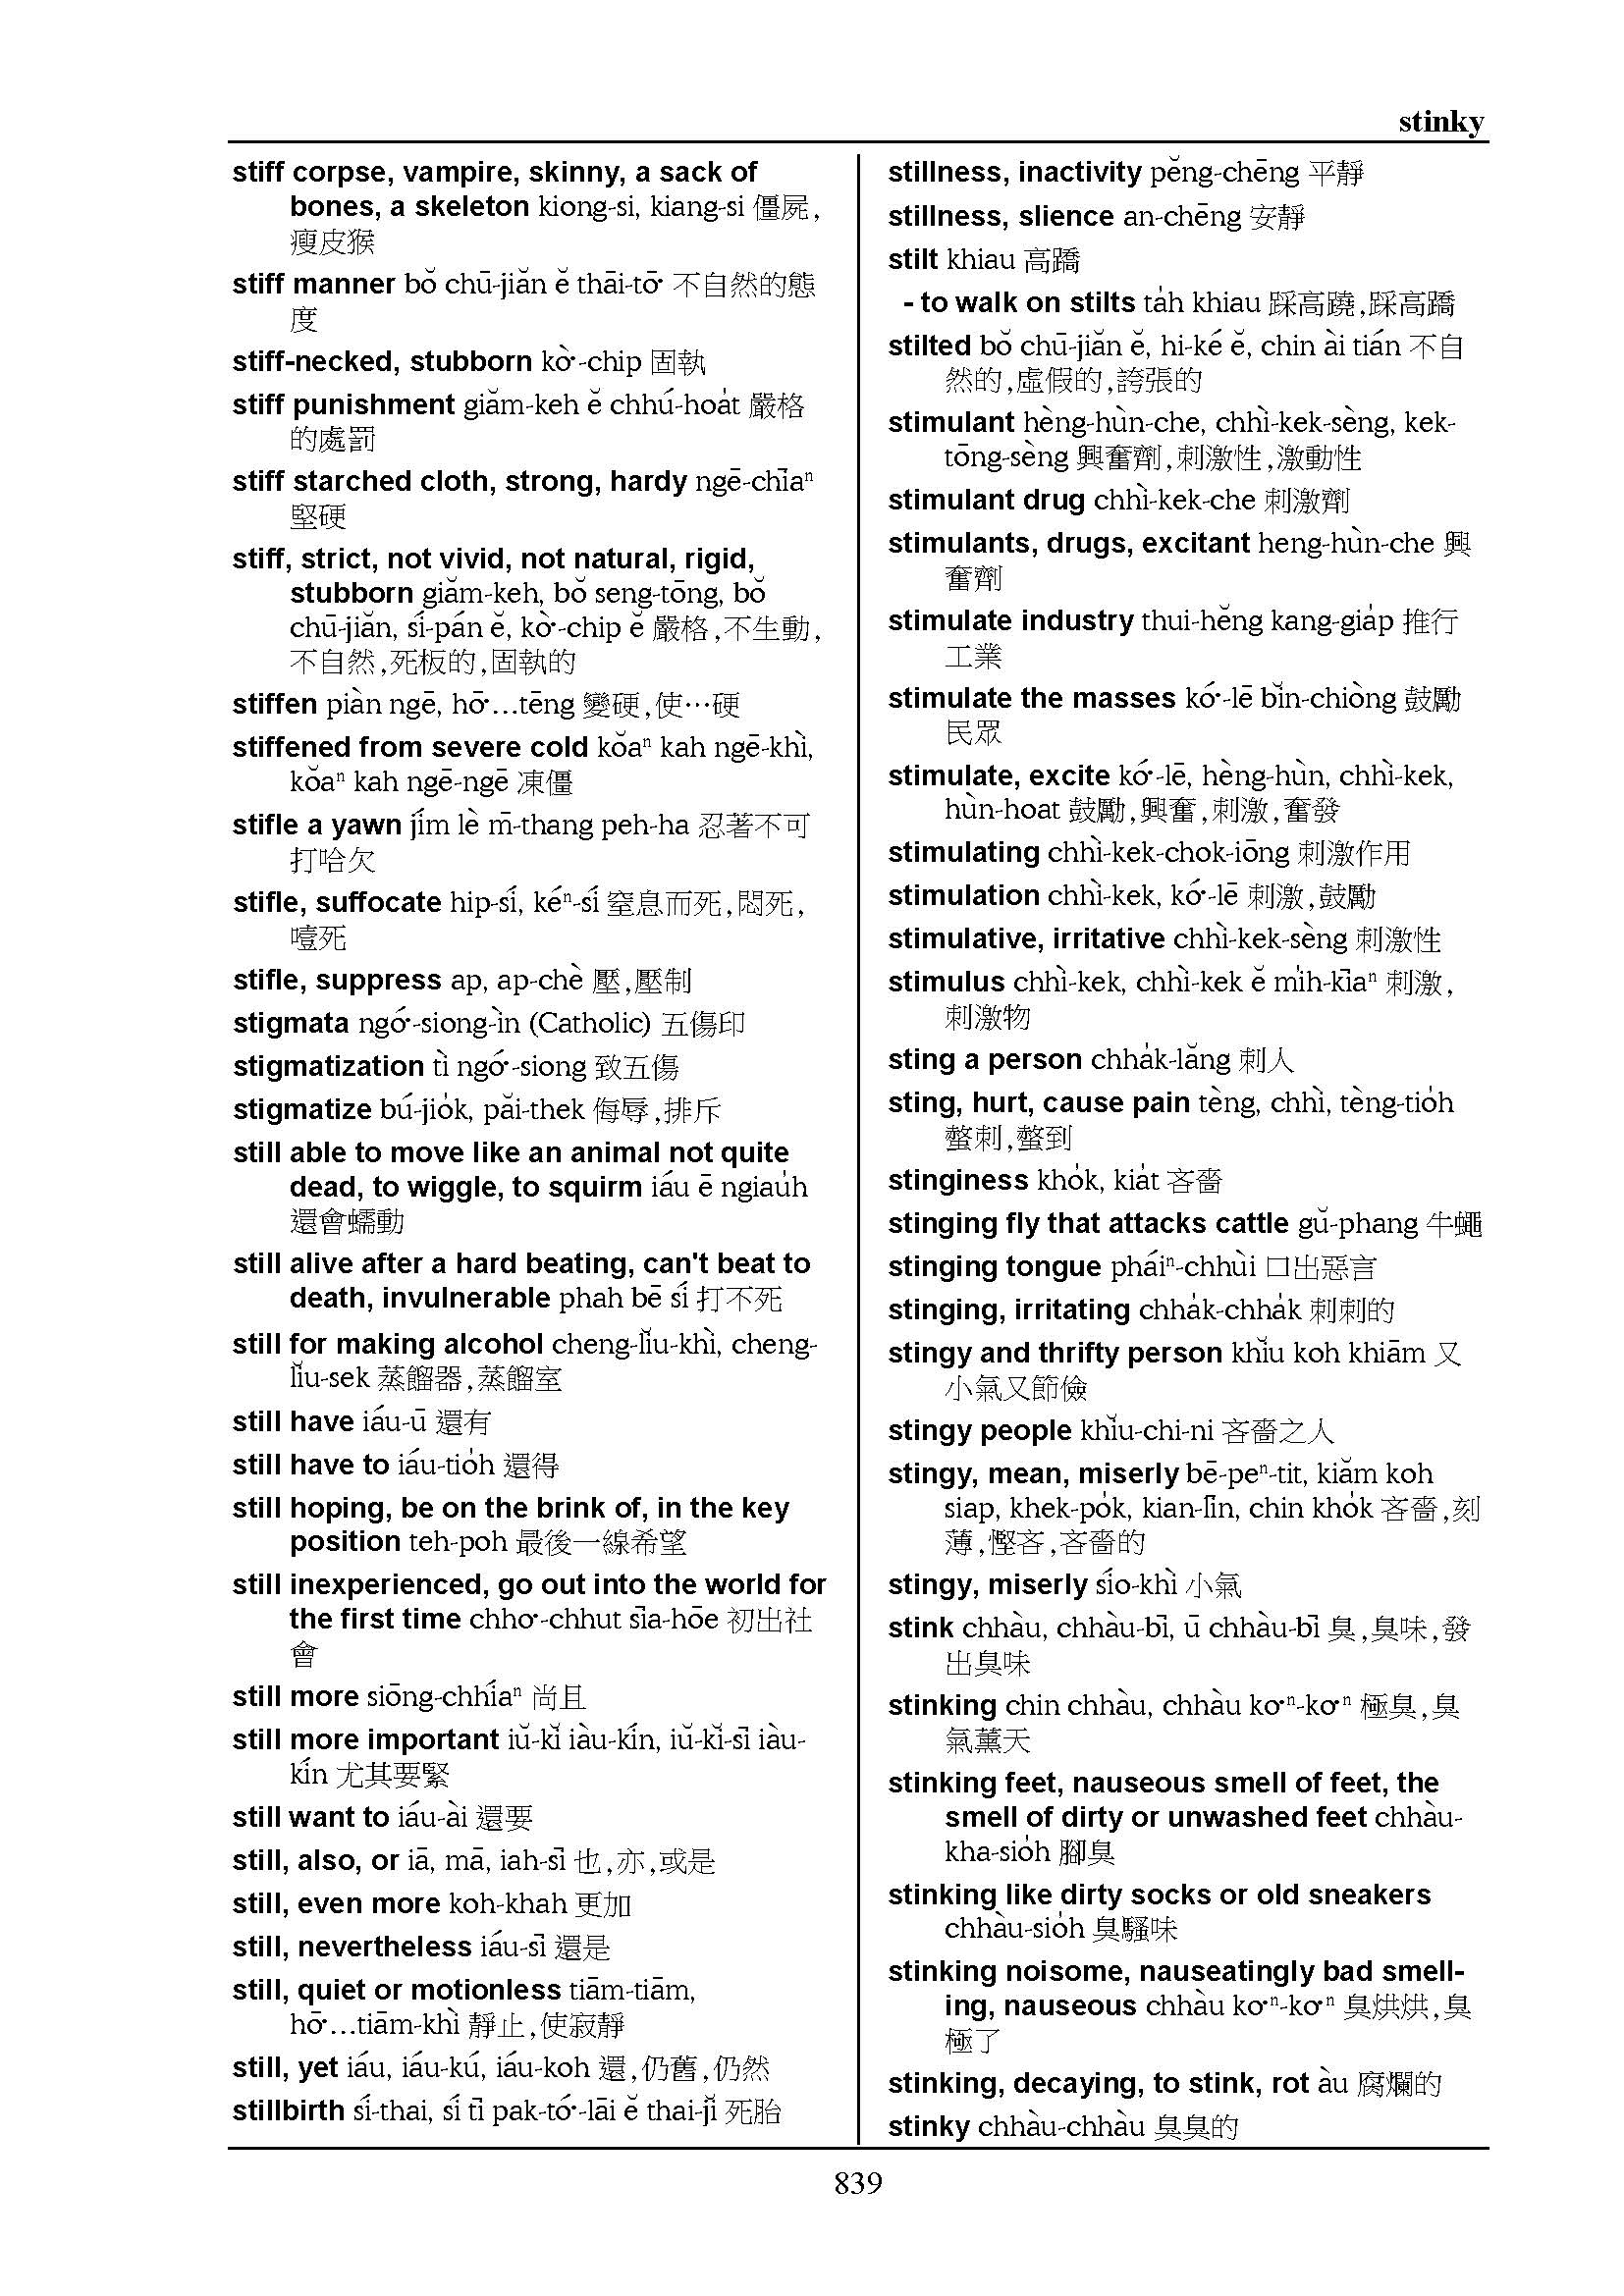 stinky
stiff corpse, vampire, skinny, a sack of
bones, a skeleton kiong-si, kiang-si 僵屍,
瘦皮猴
stiff manner bŏ chū-jiăn ĕ thāi-tō͘ 不自然的態
度
stiff-necked, stubborn kò͘-chip 固執
stiff punishment giăm-keh ĕ chhú-hoa̍t 嚴格
的處罰
stiff starched cloth, strong, hardy ngē-chīaⁿ
堅硬
stiff, strict, not vivid, not natural, rigid,
stubborn giăm-keh, bŏ seng-tōng, bŏ
chū-jiăn, sí-pán ĕ, kò͘-chip ĕ 嚴格,不生動,
不自然,死板的,固執的
stiffen piàn ngē, hō͘...tēng 變硬,使…硬
stiffened from severe cold kŏaⁿ kah ngē-khì,
kŏaⁿ kah ngē-ngē 凍僵
stifle a yawn jím lè m̄-thang peh-ha 忍著不可
打哈欠
stifle, suffocate hip-sí, kéⁿ-sí 窒息而死,悶死,
噎死
stifle, suppress ap, ap-chè 壓,壓制
stigmata ngó͘-siong-ìn (Catholic) 五傷印
stigmatization tì ngó͘-siong 致五傷
stigmatize bú-jio̍k, păi-thek 侮辱,排斥
still able to move like an animal not quite
dead, to wiggle, to squirm iáu ē ngiau̍h
還會蠕動
still alive after a hard beating, can't beat to
death, invulnerable phah bē sí 打不死
still for making alcohol cheng-lĭu-khì, cheng-
lĭu-sek 蒸餾器,蒸餾室
still have iáu-ū 還有
still have to iáu-tio̍h 還得
still hoping, be on the brink of, in the key
position teh-poh 最後一線希望
still inexperienced, go out into the world for
the first time chho͘-chhut sīa-hōe 初出社
會
still more siōng-chhíaⁿ 尚且
still more important iŭ-kĭ iàu-kín, iŭ-kĭ-sī iàu-
kín 尤其要緊
still want to iáu-ài 還要
still, also, or iā, mā, iah-sī 也,亦,或是
still, even more koh-khah 更加
still, nevertheless iáu-sī 還是
still, quiet or motionless tiām-tiām,
hō͘...tiām-khì 靜止,使寂靜
still, yet iáu, iáu-kú, iáu-koh 還,仍舊,仍然
stillbirth sí-thai, sí tī pak-tó͘-lāi ĕ thai-jĭ 死胎
stillness, inactivity pĕng-chēng 平靜
stillness, slience an-chēng 安靜
stilt khiau 高蹻
- to walk on stilts ta̍h khiau 踩高蹺,踩高蹻
stilted bŏ chū-jiăn ĕ, hi-ké ĕ, chin ài tián 不自
然的,虛假的,誇張的
stimulant hèng-hùn-che, chhì-kek-sèng, kek-
tōng-sèng 興奮劑,刺激性,激動性
stimulant drug chhì-kek-che 刺激劑
stimulants, drugs, excitant heng-hùn-che 興
奮劑
stimulate industry thui-hĕng kang-gia̍p 推行
工業
stimulate the masses kó͘-lē bĭn-chiòng 鼓勵
民眾
stimulate, excite kó͘-lē, hèng-hùn, chhì-kek,
hùn-hoat 鼓勵,興奮,刺激,奮發
stimulating chhì-kek-chok-iōng 刺激作用
stimulation chhì-kek, kó͘-lē 刺激,鼓勵
stimulative, irritative chhì-kek-sèng 刺激性
stimulus chhì-kek, chhì-kek ĕ mi̍h-kīaⁿ 刺激,
刺激物
sting a person chha̍k-lăng 刺人
sting, hurt, cause pain tèng, chhì, tèng-tio̍h
螫刺,螫到
stinginess kho̍k, kia̍t 吝嗇
stinging fly that attacks cattle gŭ-phang 牛蠅
stinging tongue pháiⁿ-chhùi 口出惡言
stinging, irritating chha̍k-chha̍k 刺刺的
stingy and thrifty person khĭu koh khiām 又
小氣又節儉
stingy people khĭu-chi-ni 吝嗇之人
stingy, mean, miserly bē-peⁿ-tit, kiăm koh
siap, khek-po̍k, kian-līn, chin kho̍k 吝嗇,刻
薄,慳吝,吝嗇的
stingy, miserly sío-khì 小氣
stink chhàu, chhàu-bī, ū chhàu-bī 臭,臭味,發
出臭味
stinking chin chhàu, chhàu ko͘ⁿ-ko͘ⁿ 極臭,臭
氣薰天
stinking feet, nauseous smell of feet, the
smell of dirty or unwashed feet chhàu-
kha-sio̍h 腳臭
stinking like dirty socks or old sneakers
chhàu-sio̍h 臭騷味
stinking noisome, nauseatingly bad smell-
ing, nauseous chhàu ko͘ⁿ-ko͘ⁿ 臭烘烘,臭
極了
stinking, decaying, to stink, rot àu 腐爛的
stinky chhàu-chhàu 臭臭的
839